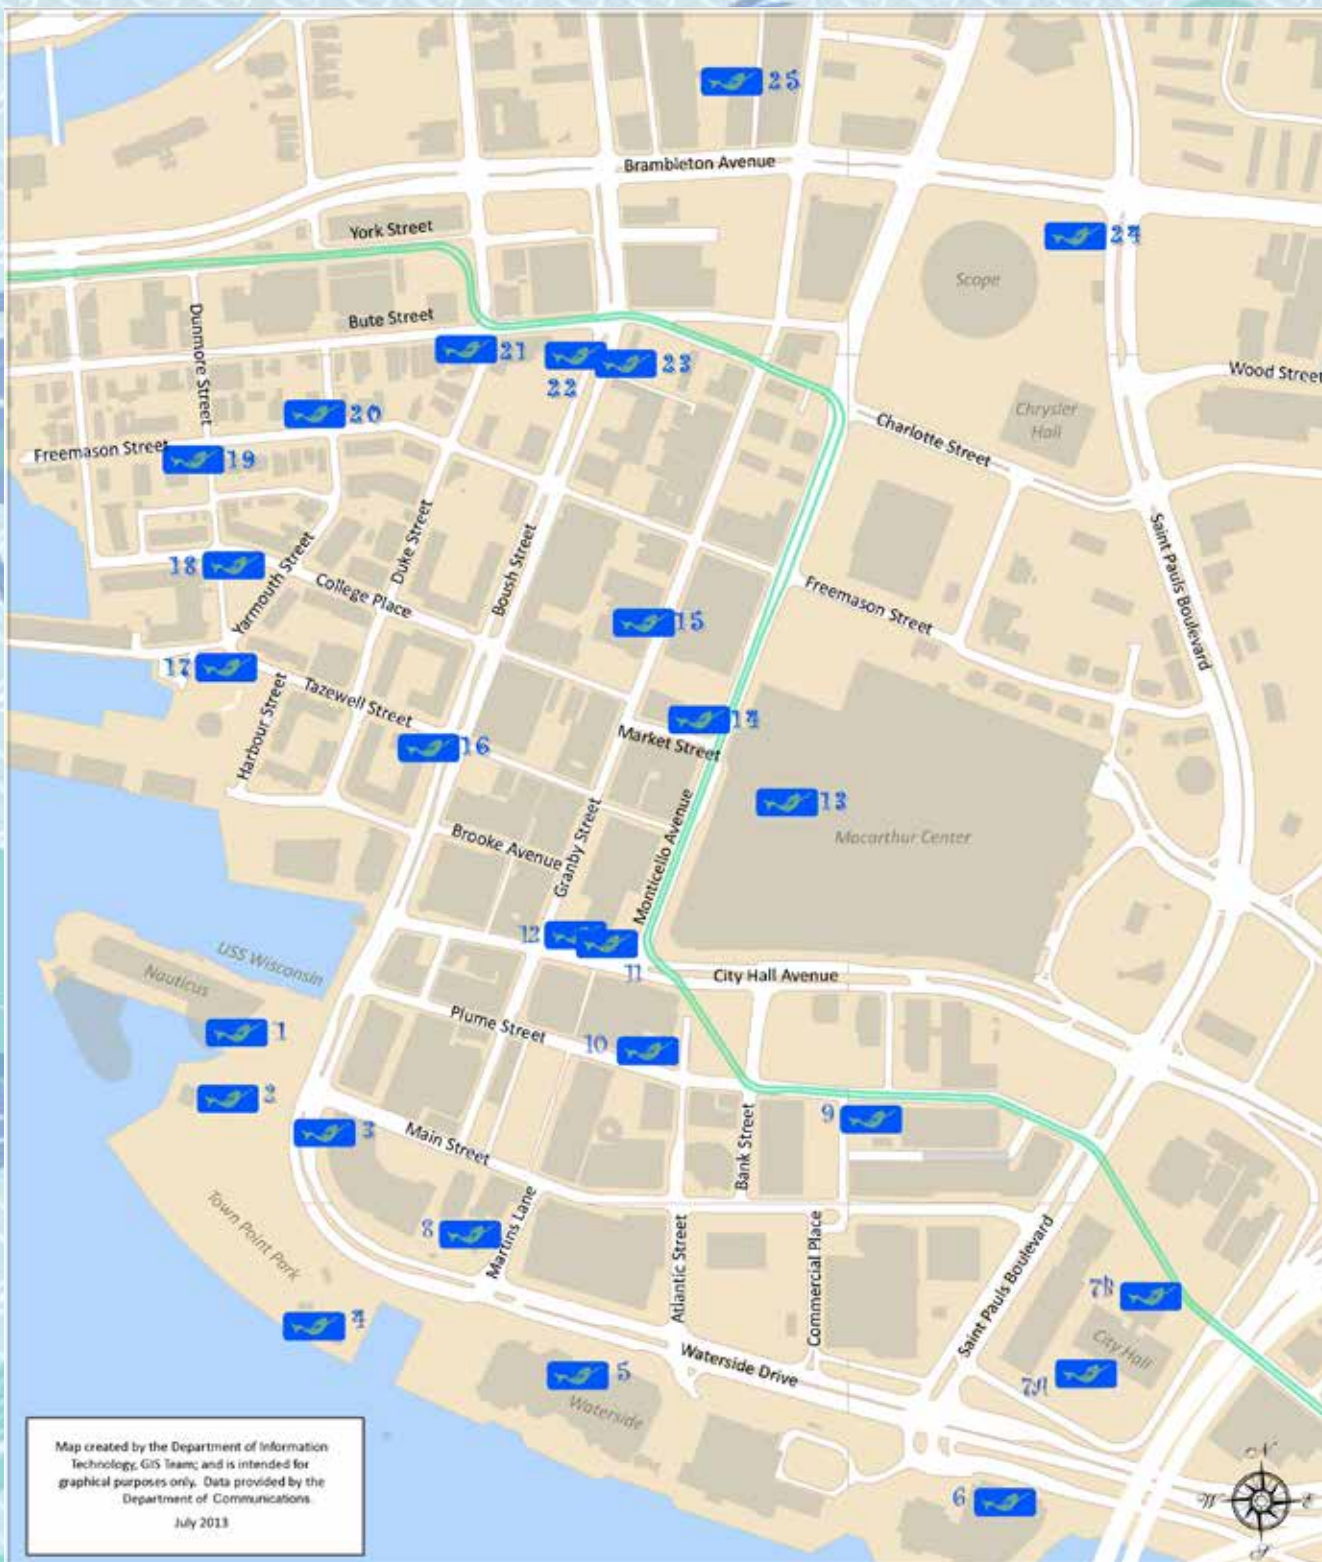 25
Brambleton Avenue
York Street
24
Scope
Dunmore Street
Bute Street
21
22
23
Wood Street
20
Chrysler
Hall
Charlotte Street
Freemason Street
19
Duke Street
Boush Street
Saint Pauls Boulevard
18
Yarmouth Street
College Place
Freemason Street
15
17
Harbour Street
Tazewell Street
14
Market Street
16
13
Macarthur Center
Brooke Avenue
Granby Street
Monticello Avenue
12
11
USS Wisconsin
Nauticus
City Hall Avenue
1
Plume Street
10
2
3
Main Street
9
Bank Street
Town Point Park
8
Martins Lane
Atlantic Street
Commercial Place
Saint Pauls Boulevard
7B
City Hall
7A
4
Waterside Drive
5
Waterside
6
Map created by the Department of Information
Technology, GIS Team; and is intended for
graphical purposes only. Data provided by the
Department of Communications
July 2013
N
W
E
S